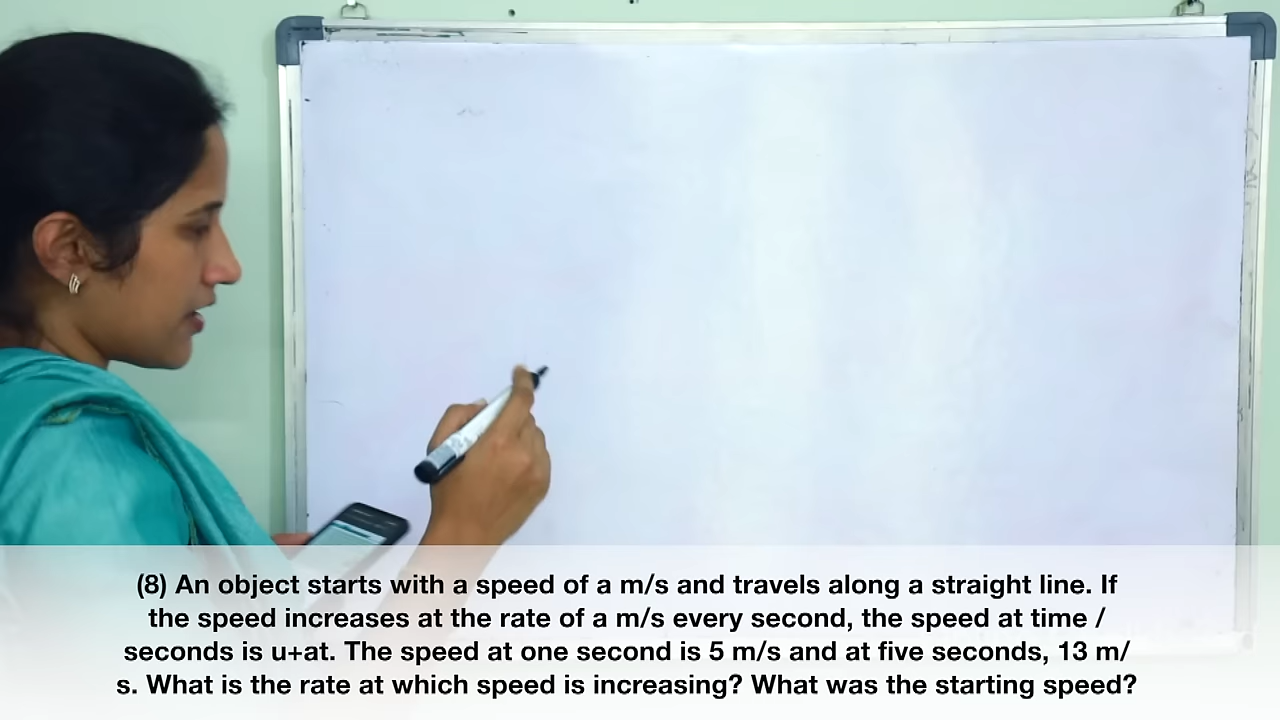 (8) An object starts with a speed of a m/s and travels along a straight line. If
the speed increases at the rate of a m/s every second, the speed at time /
seconds is u+at. The speed at one second is 5 m/s and at five seconds, 13 m/
s. What is the rate at which speed is increasing? What was the starting speed?